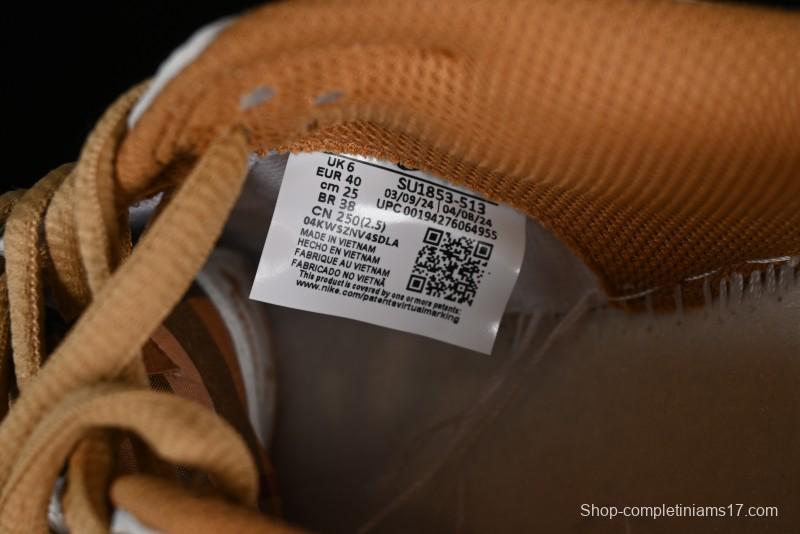 UK 6
EUR 40
cm 25
BR 38
CN 250(2.5)
04KWSZNV4SDLA
MADE IN VIETNAM
HECHO EN VIETNAM
FABRIQUE AU VIETNAM
FABRICADO NO VIETNÃ
This product is covered by one or more patents:
www.nike.com/patentevirtualmarking
SU1853-513
03/09/24 | 04/08/24
UPC 00194276064955
Shop-completiniams17.com